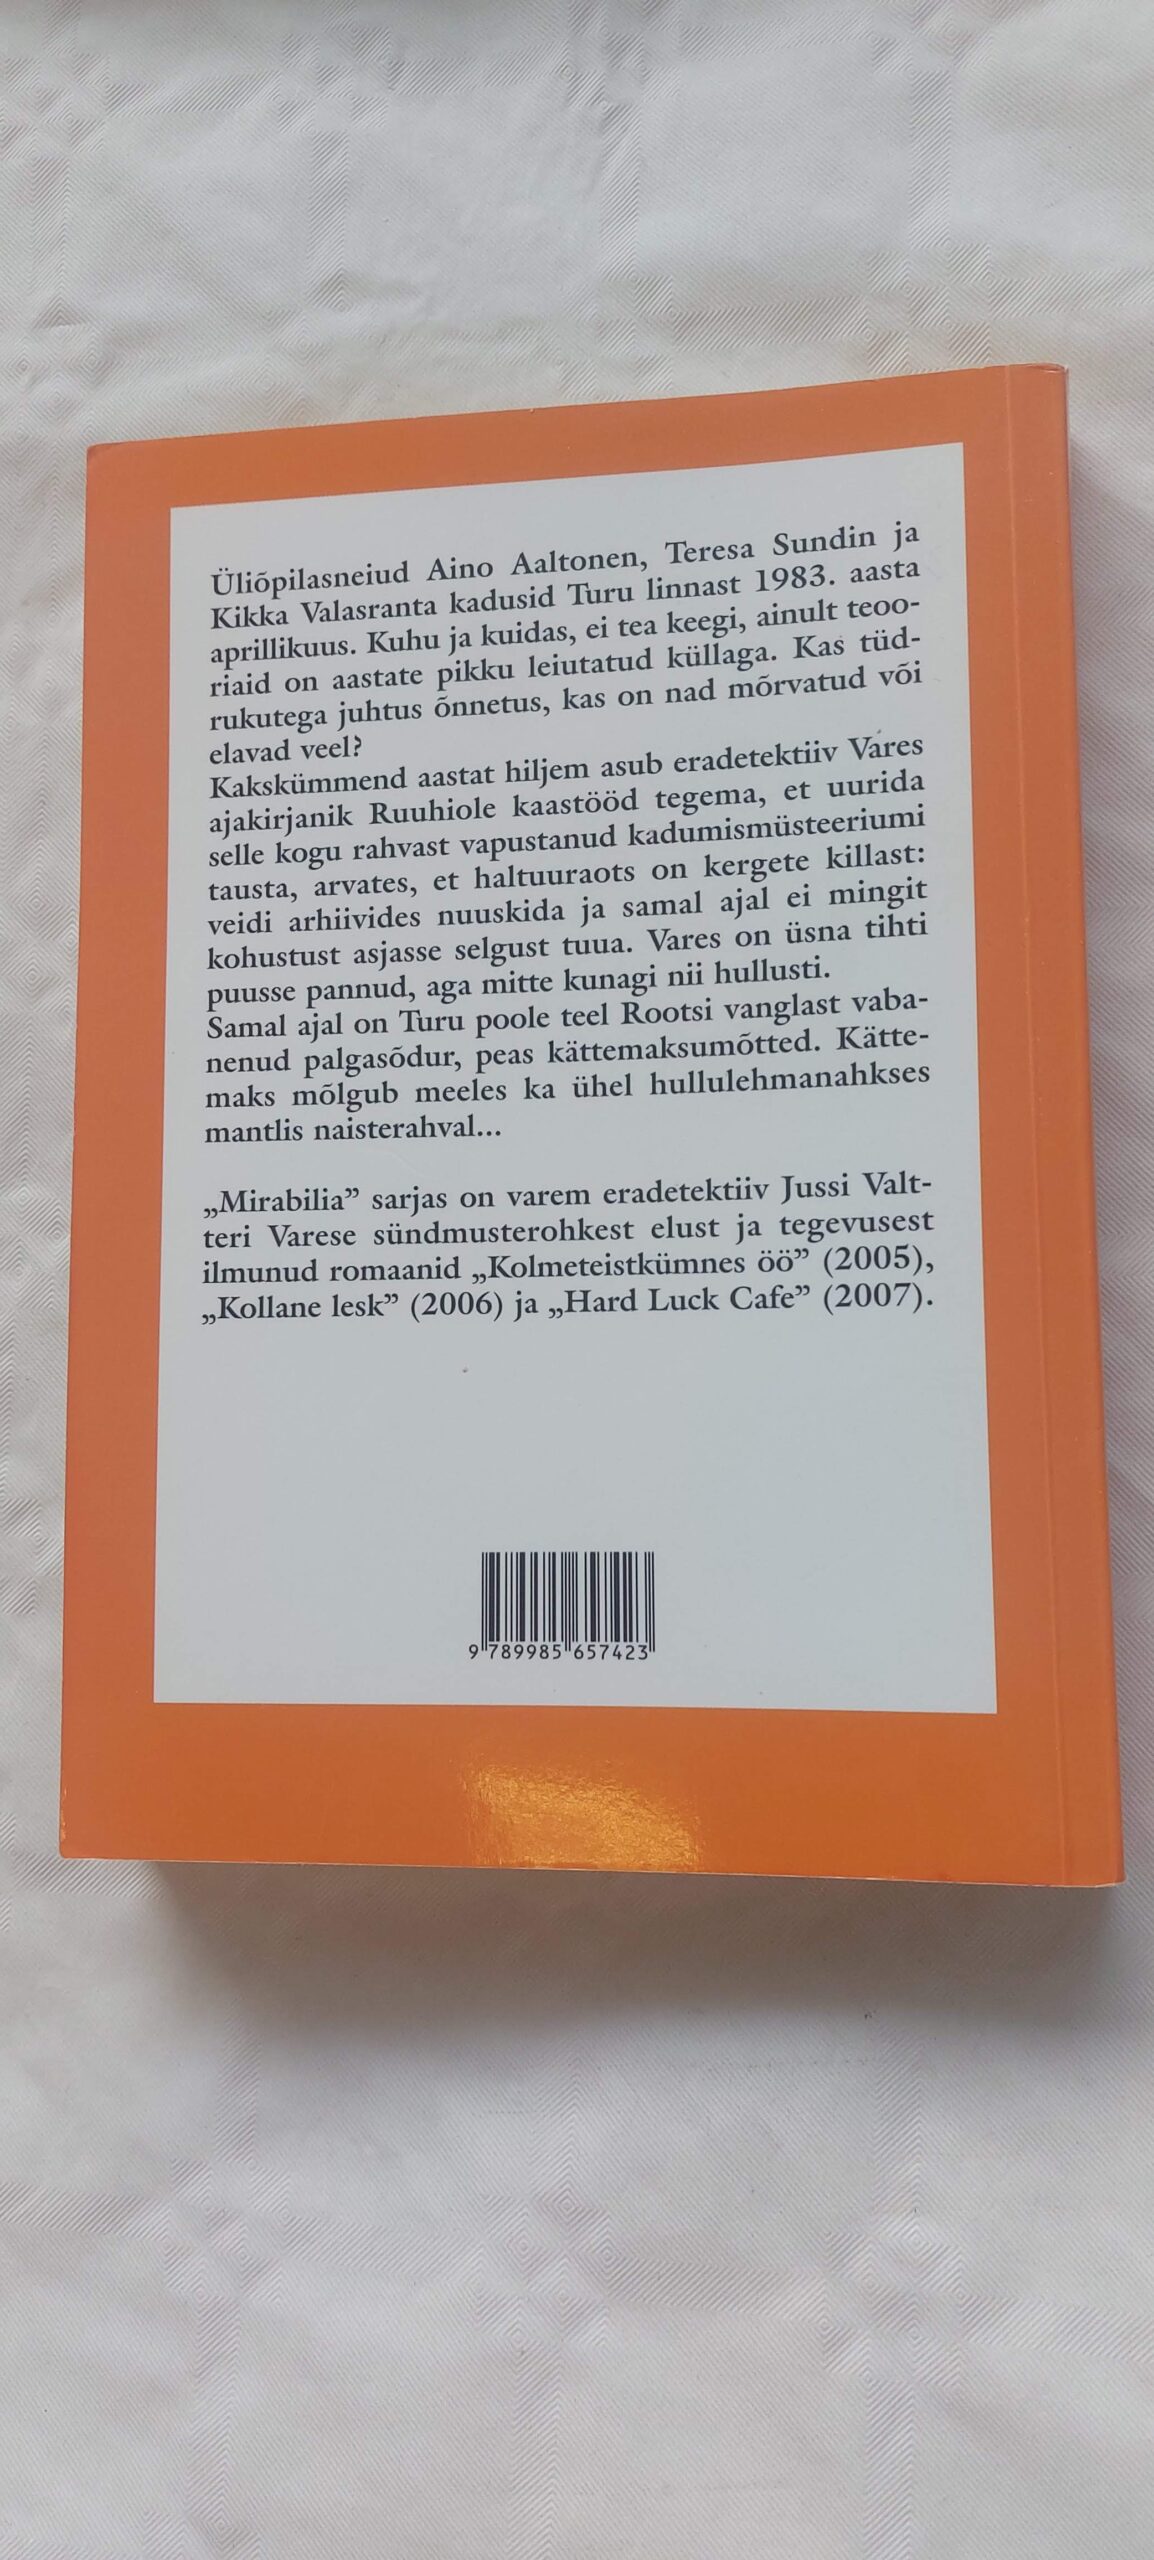 Üliõpilasneiud Aino Aaltonen, Teresa Sundin ja
Kikka Valasranta kadusid Turu linnast 1983. aasta
aprillikuus. Kuhu ja kuidas, ei tea keegi, ainult teoo-
riaid on aastate pikku leiutatud küllaga. Kas tüd-
rukutega juhtus õnnetus, kas on nad mõrvatud või
elavad veel?
Kakskümmend aastat hiljem asub eradetektiiv Vares
ajakirjanik Ruuhiole kaastööd tegema, et uurida
selle kogu rahvast vapustanud kadumismüsteeriumi
tausta, arvates, et haltuuraots on kergete killast:
veidi arhiivides nuuskida ja samal ajal ei mingit
kohustust asjasse selgust tuua. Vares on üsna tihti
puusse pannud, aga mitte kunagi nii hullusti.
Samal ajal on Turu poole teel Rootsi vanglast vaba-
nenud palgasõdur, peas kättemaksumõtted. Kätte-
maks mõlgub meeles ka ühel hullulehmanahkses
mantlis naisterahval...
„Mirabilia” sarjas on varem eradetektiiv Jussi Valt-
teri Varese sündmusterohkest elust ja tegevusest
ilmunud romaanid „Kolmeteistkümnes öö” (2005),
„Kollane lesk” (2006) ja „Hard Luck Cafe” (2007).
9 789985 657423